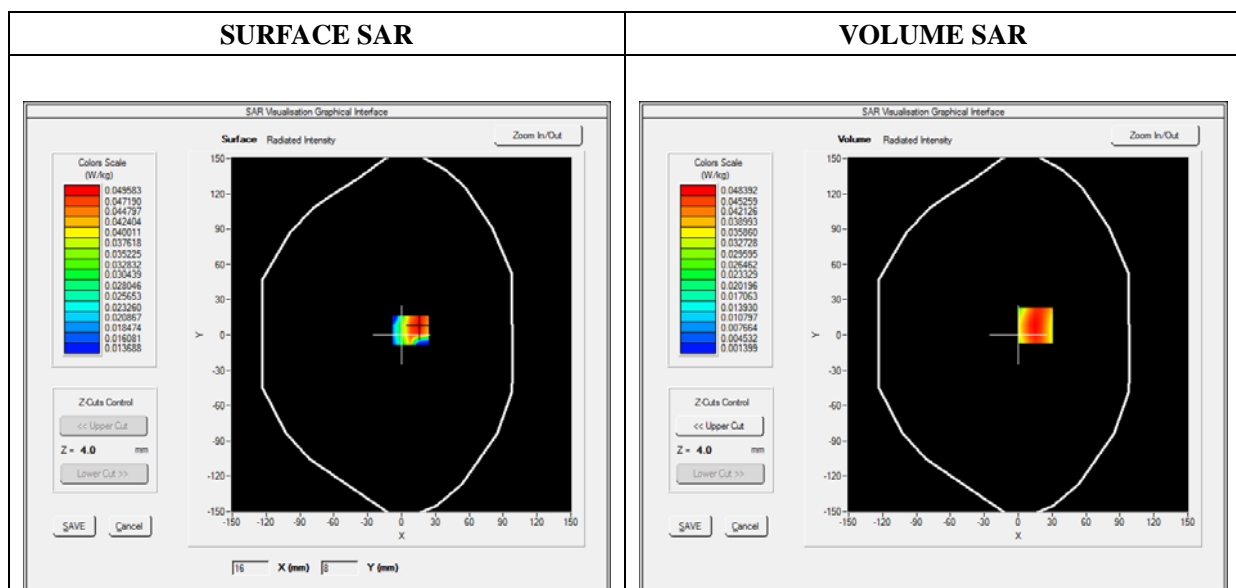 SURFACE SAR
VOLUME SAR
SAR Visualisation Graphical Interface
Surface Radiated Intensity
Zoom In/Out
Colors Scale
(W/kg)
0.049583
0.047190
0.044797
0.042404
0.040011
0.037618
0.035225
0.032832
0.030439
0.028046
0.025653
0.023260
0.020867
0.018474
0.016081
0.013688
Z-Cuts Control
<< Upper Cut
Z = 4.0 mm
Lower Cut >>
SAVE Cancel
150
120
90
60
30
0
-30
-60
-90
-120
-150
Y
-150 -120 -90 -60 -30 0 30 60 90 120 150
X
16 X (mm) 8 Y (mm)
SAR Visualisation Graphical Interface
Volume Radiated Intensity
Zoom In/Out
Colors Scale
(W/kg)
0.048392
0.045259
0.042126
0.038993
0.035860
0.032728
0.029595
0.026462
0.023329
0.020196
0.017063
0.013930
0.010797
0.007664
0.004532
0.001399
Z-Cuts Control
<< Upper Cut
Z = 4.0 mm
Lower Cut >>
SAVE Cancel
150
120
90
60
30
0
-30
-60
-90
-120
-150
Y
-150 -120 -90 -60 -30 0 30 60 90 120 150
X